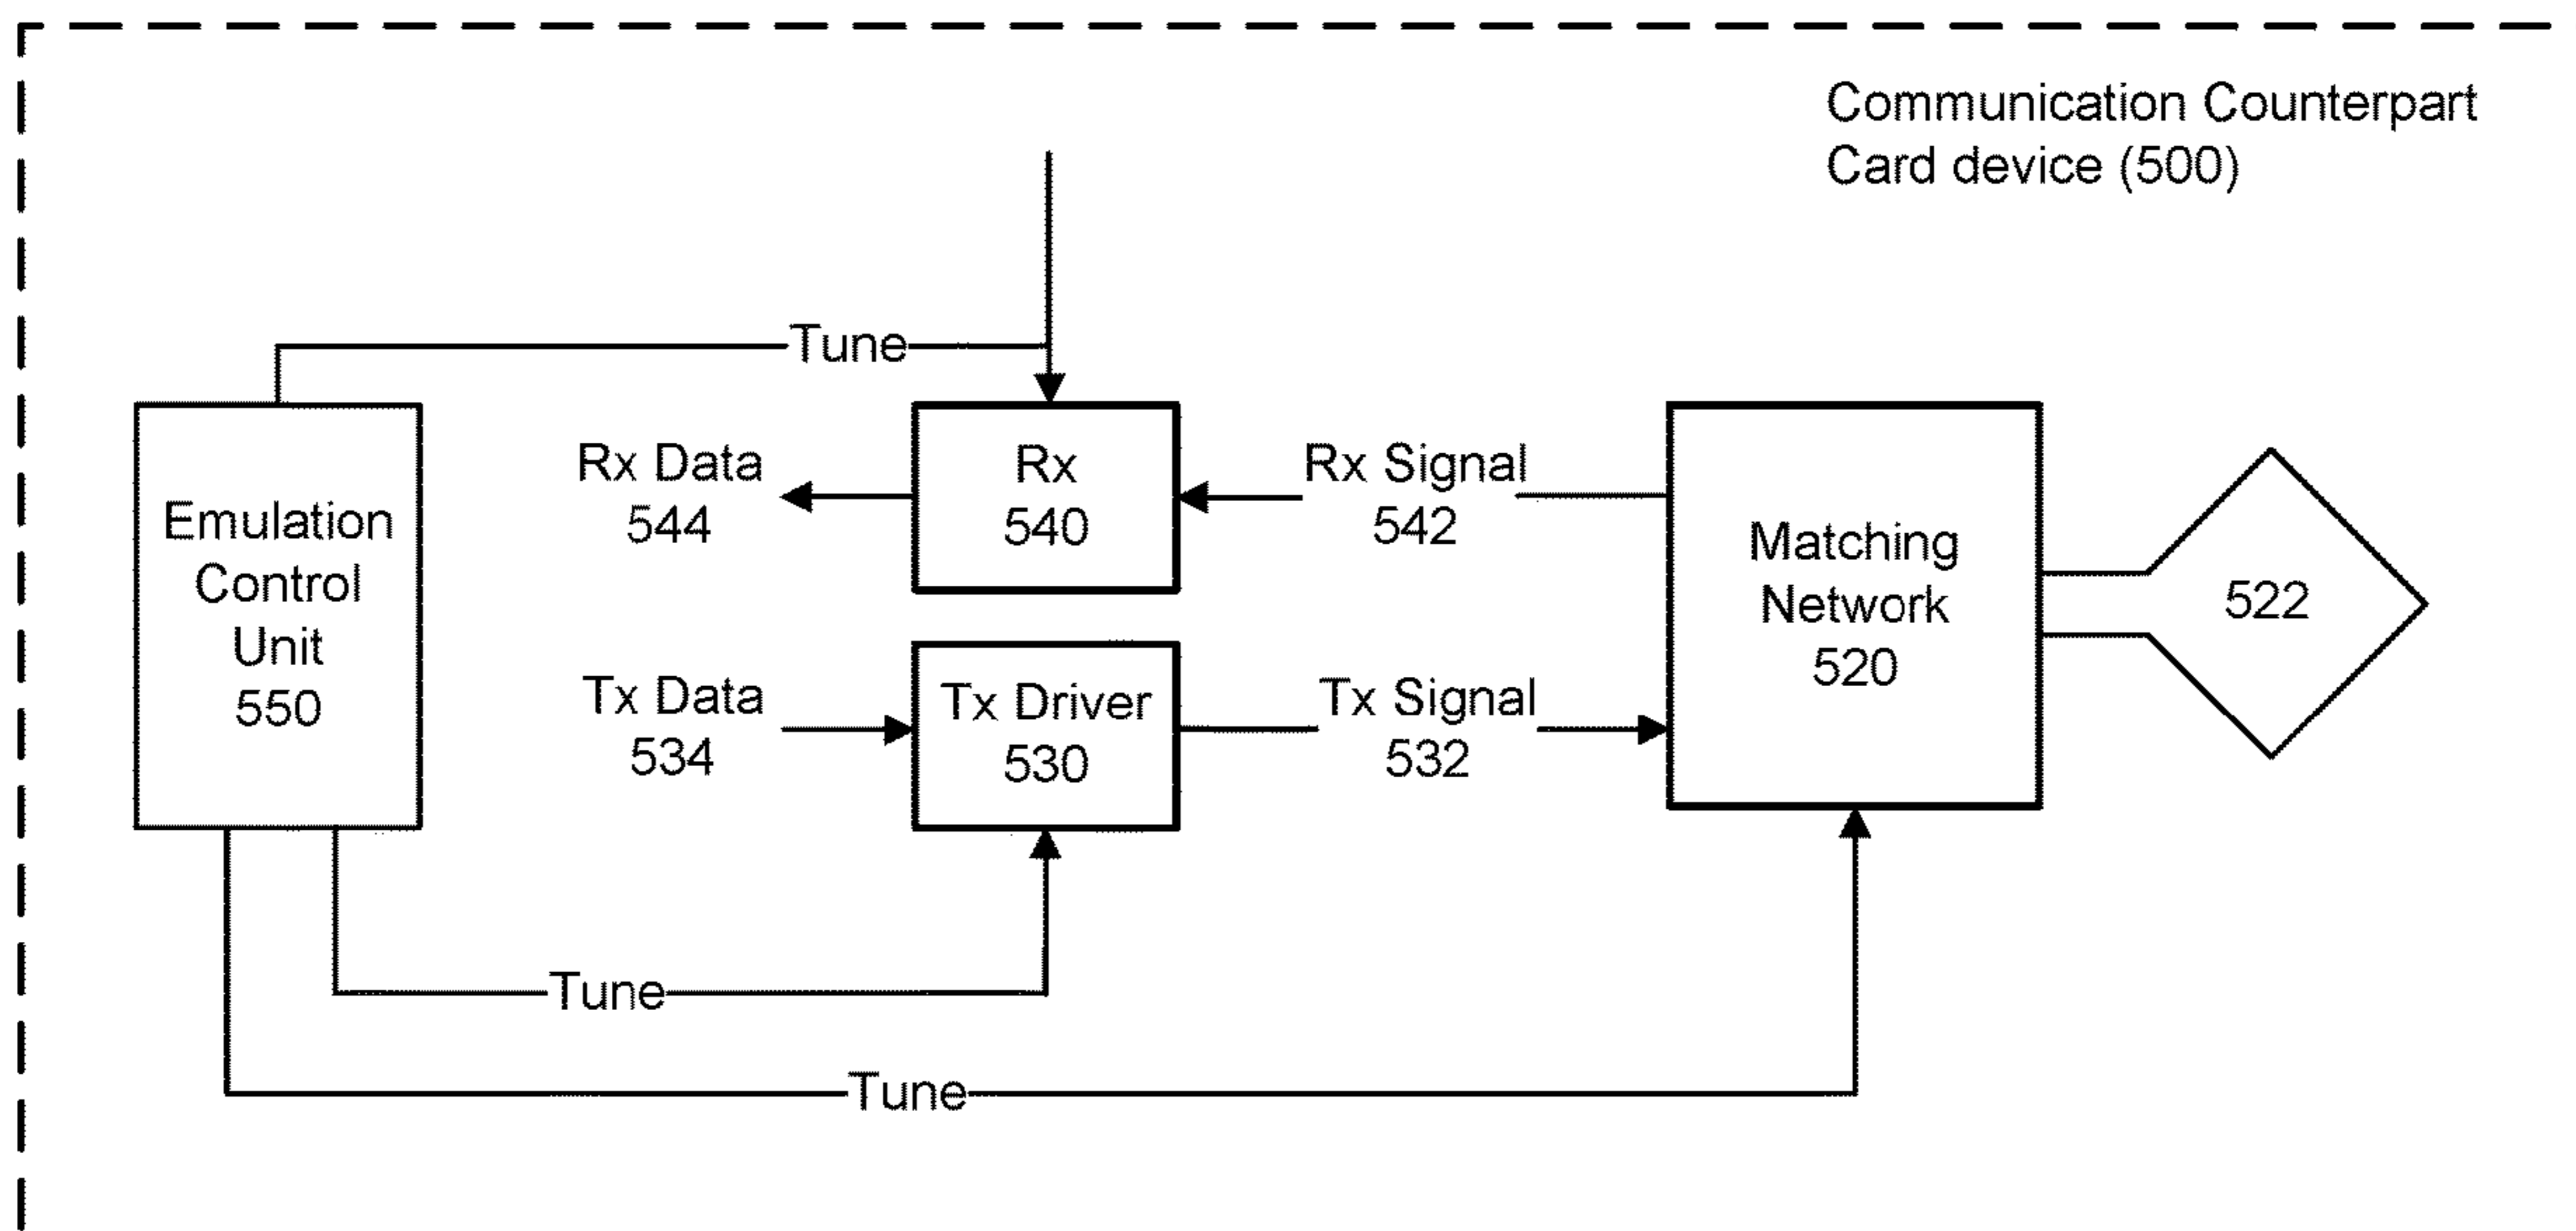 Communication Counterpart
Card device (500)
Tune
Emulation
Control
Unit
550
Rx Data
544
Rx
540
Rx Signal
542
Matching
Network
520
522
Tx Data
534
Tx Driver
530
Tx Signal
532
Tune
Tune